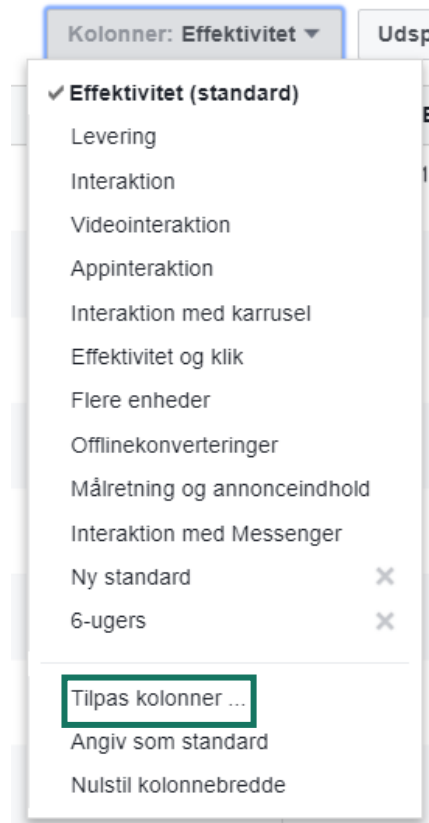 Kolonner: Effektivitet
Effektivitet (standard)
Levering
Interaktion
Videointeraktion
Appinteraktion
Interaktion med karrusel
Effektivitet og klik
Flere enheder
Offlinekonverteringer
Målretning og annonceindhold
Interaktion med Messenger
Ny standard
6-ugers
Tilpas kolonner ...
Angiv som standard
Nulstil kolonnebredde